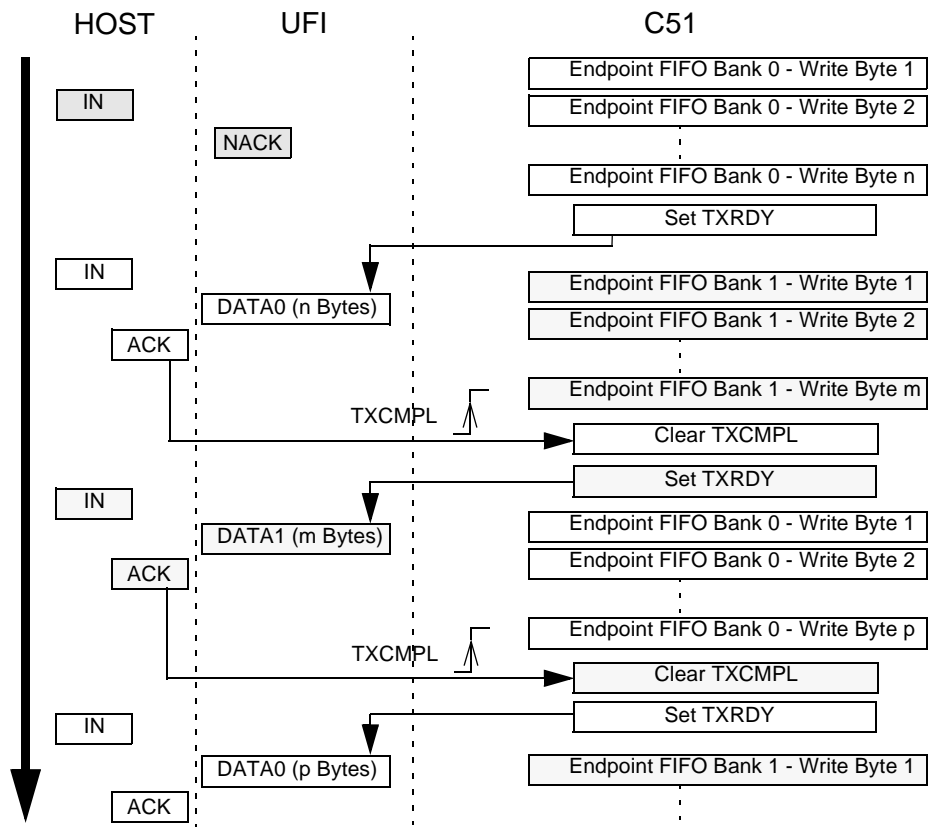 HOST UFI C51
Endpoint FIFO Bank 0 - Write Byte 1
IN
Endpoint FIFO Bank 0 - Write Byte 2
NACK
Endpoint FIFO Bank 0 - Write Byte n
Set TXRDY
IN
Endpoint FIFO Bank 1 - Write Byte 1
DATA0 (n Bytes)
Endpoint FIFO Bank 1 - Write Byte 2
ACK
Endpoint FIFO Bank 1 - Write Byte m
TXCMPL
Clear TXCMPL
Set TXRDY
IN
Endpoint FIFO Bank 0 - Write Byte 1
DATA1 (m Bytes)
Endpoint FIFO Bank 0 - Write Byte 2
ACK
Endpoint FIFO Bank 0 - Write Byte p
TXCMPL
Clear TXCMPL
Set TXRDY
IN
DATA0 (p Bytes)
Endpoint FIFO Bank 1 - Write Byte 1
ACK